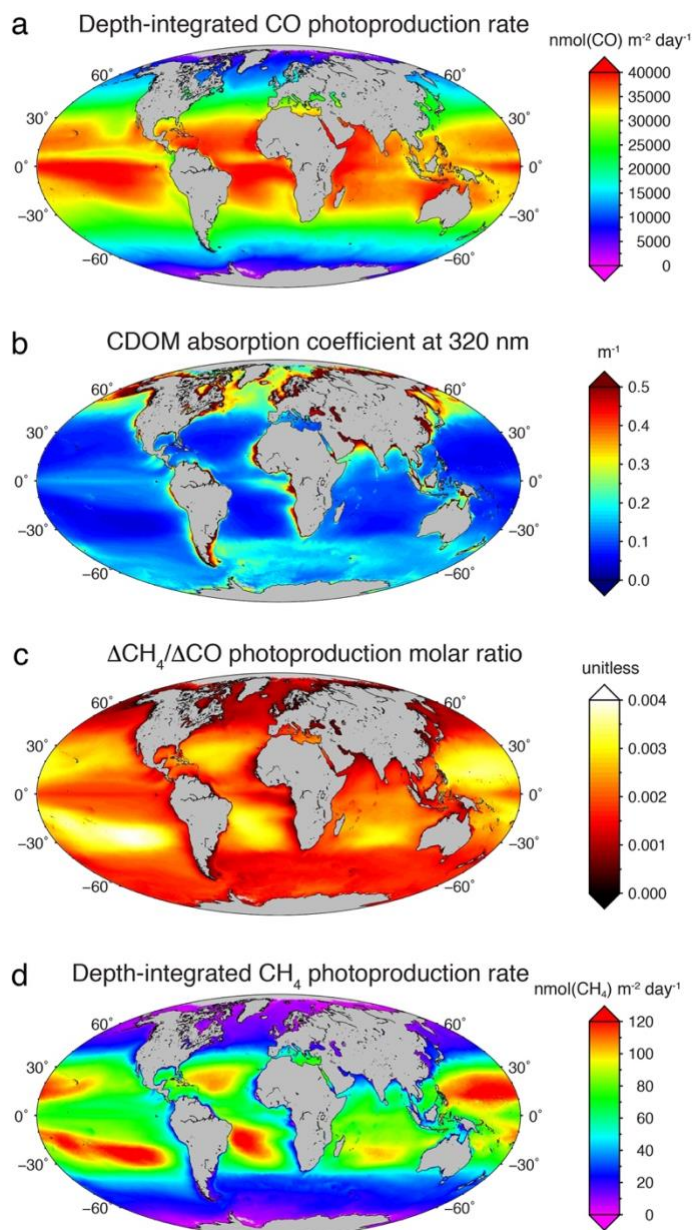 a Depth-integrated CO photoproduction rate
nmol(CO) m⁻² day⁻¹
60° 30° 0° −30° −60
60° 30° 0° −30° −60
40000
35000
30000
25000
20000
15000
10000
5000
0
b CDOM absorption coefficient at 320 nm
m⁻¹
60° 30° 0° −30° −60
60° 30° 0° −30° −60
0.5
0.4
0.3
0.2
0.1
0.0
c ΔCH₄/ΔCO photoproduction molar ratio
unitless
60° 30° 0° −30° −60
60° 30° 0° −30° −60
0.004
0.003
0.002
0.001
0.000
d Depth-integrated CH₄ photoproduction rate
nmol(CH₄) m⁻² day⁻¹
60° 30° 0° −30° −60
60° 30° 0° −30° −60
120
100
80
60
40
20
0